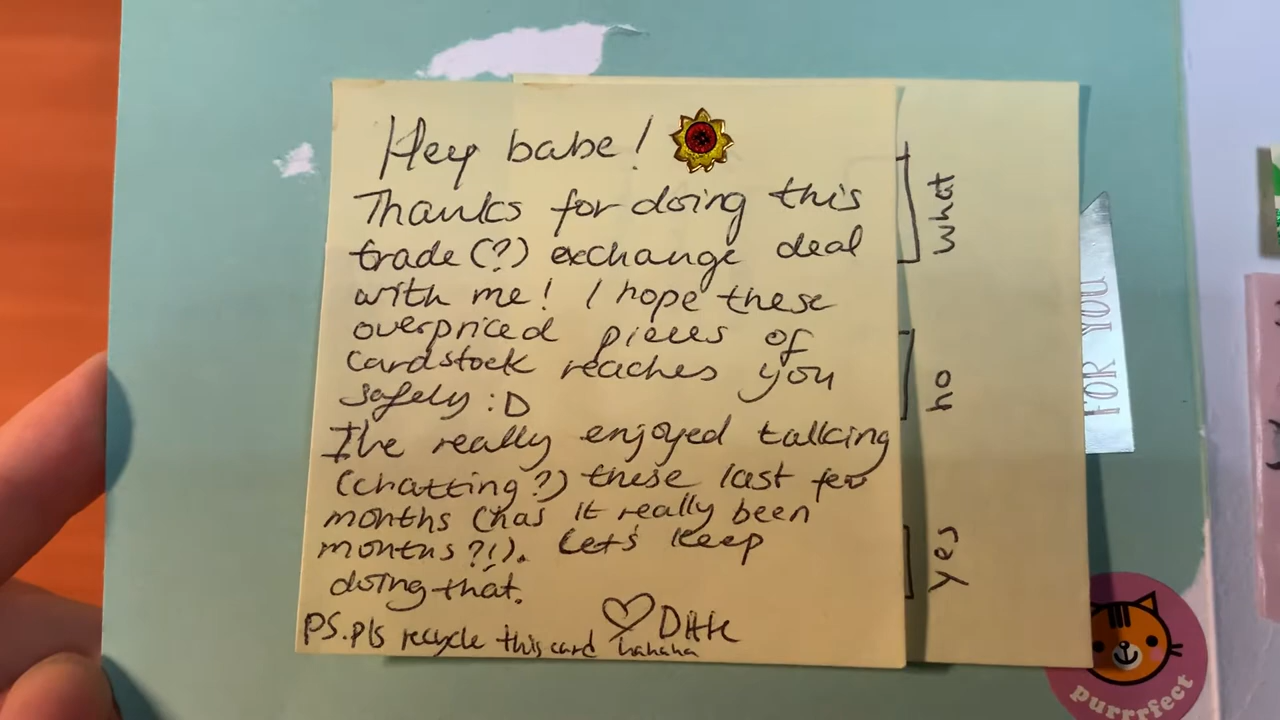 Hey babe!
Thanks for doing this
trade(?) exchange deal
with me! I hope these
overpriced pieces of
cardstock reaches you
safely :D
I've really enjoyed talking
(chatting?) these last few
months (has it really been
months?!). Let's keep
doing that.
♡ DHK
PS. pls recycle this card hahaha
what
no
yes
FOR YOU
purrrfect